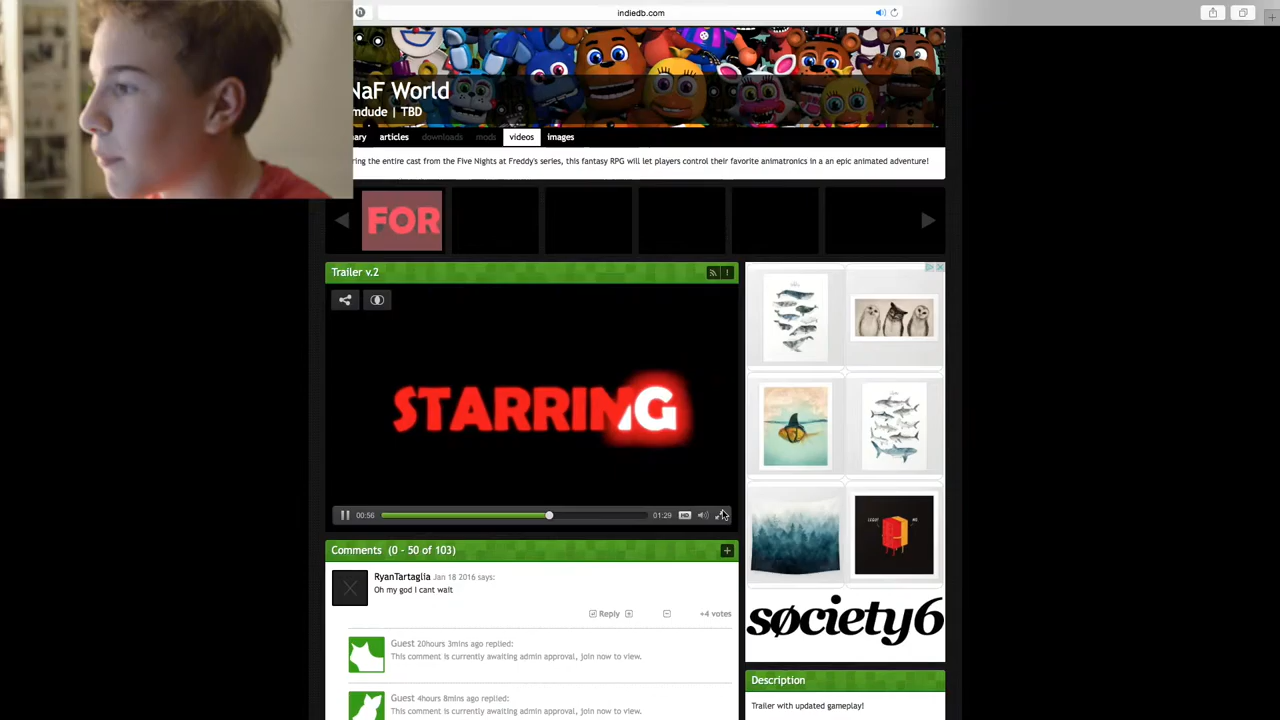 indiedb.com
NaF World
mdude | TBD
ary articles downloads mods videos images
ring the entire cast from the Five Nights at Freddy's series, this fantasy RPG will let players control their favorite animatronics in a an epic animated adventure!
FOR
Trailer v.2
STARRING
00:56
01:29
HD
Comments (0 - 50 of 103)
RyanTartaglia Jan 18 2016 says:
Oh my god I cant wait
Reply
+4 votes
Guest 20hours 3mins ago replied:
This comment is currently awaiting admin approval, join now to view.
Guest 4hours 8mins ago replied:
This comment is currently awaiting admin approval, join now to view.
society6
Description
Trailer with updated gameplay!